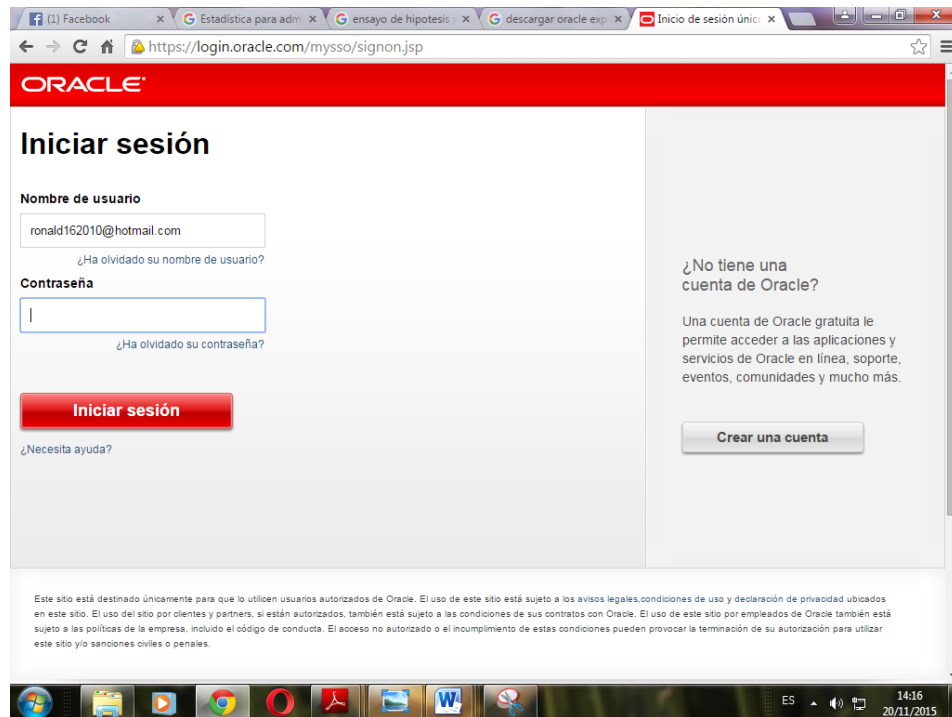 (1) Facebook
Estadística para adm
ensayo de hipotesis
descargar oracle exp
Inicio de sesión únic
https://login.oracle.com/mysso/signon.jsp
ORACLE
Iniciar sesión
Nombre de usuario
ronald162010@hotmail.com
¿Ha olvidado su nombre de usuario?
Contraseña
¿Ha olvidado su contraseña?
Iniciar sesión
¿Necesita ayuda?
¿No tiene una
cuenta de Oracle?
Una cuenta de Oracle gratuita le
permite acceder a las aplicaciones y
servicios de Oracle en línea, soporte,
eventos, comunidades y mucho más.
Crear una cuenta
Este sitio está destinado únicamente para que lo utilicen usuarios autorizados de Oracle. El uso de este sitio está sujeto a los avisos legales,condiciones de uso y declaración de privacidad ubicados
en este sitio. El uso del sitio por clientes y partners, si están autorizados, también está sujeto a las condiciones de sus contratos con Oracle. El uso de este sitio por empleados de Oracle también está
sujeto a las políticas de la empresa, incluido el código de conducta. El acceso no autorizado o el incumplimiento de estas condiciones pueden provocar la terminación de su autorización para utilizar
este sitio y/o sanciones civiles o penales.
ES
14:16
20/11/2015